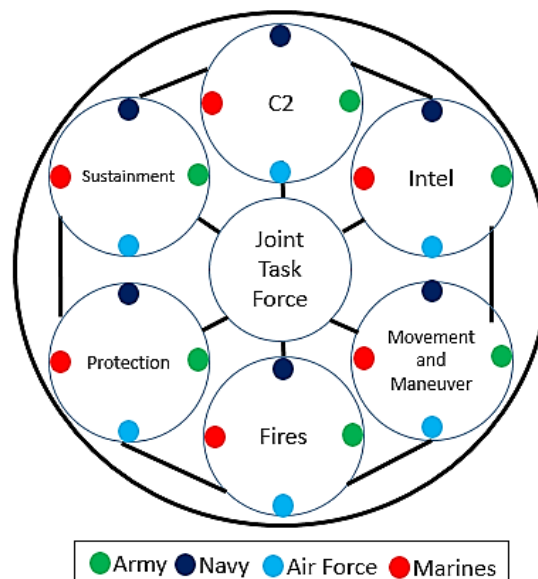 C2
Sustainment
Intel
Joint
Task
Force
Protection
Movement
and
Maneuver
Fires
Army Navy Air Force Marines